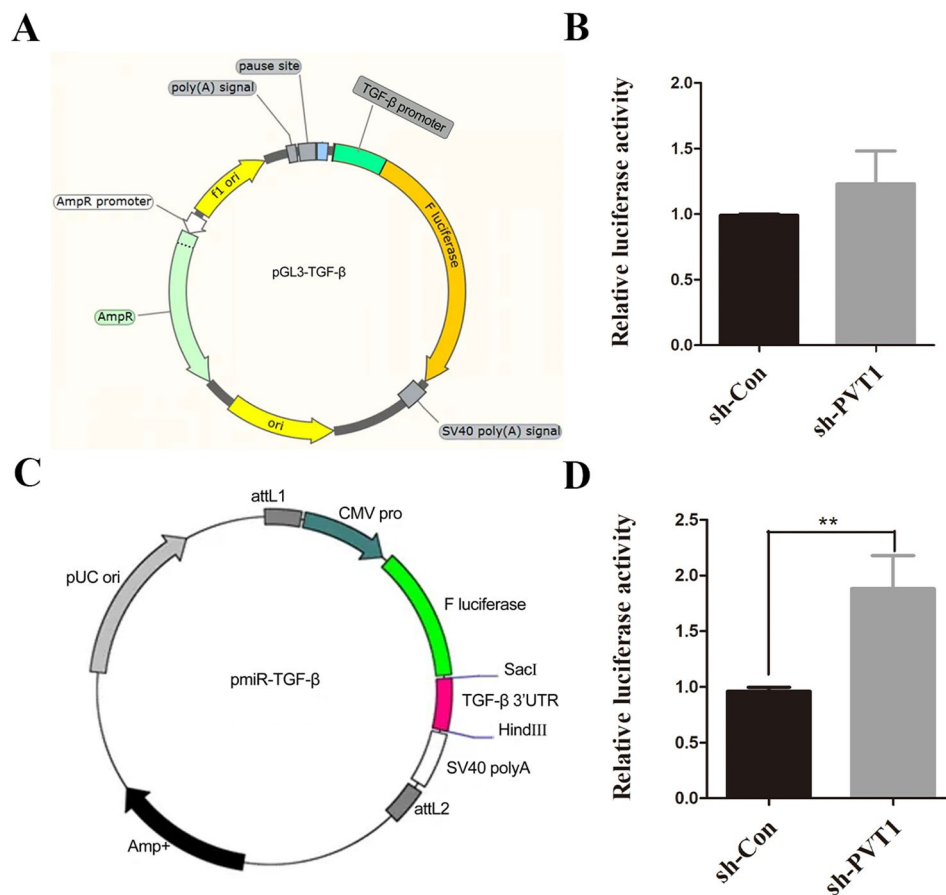 A
pause site
poly(A) signal
TGF-β promoter
f1 ori
AmpR promoter
F luciferase
pGL3-TGF-β
AmpR
ori
SV40 poly(A) signal
B
Relative luciferase activity
2.0
1.5
1.0
0.5
0.0
sh-Con
sh-PVT1
C
attL1
CMV pro
pUC ori
F luciferase
SacI
pmiR-TGF-β
TGF-β 3'UTR
HindIII
SV40 polyA
attL2
Amp+
D
Relative luciferase activity
2.5
2.0
1.5
1.0
0.5
0.0
**
sh-Con
sh-PVT1